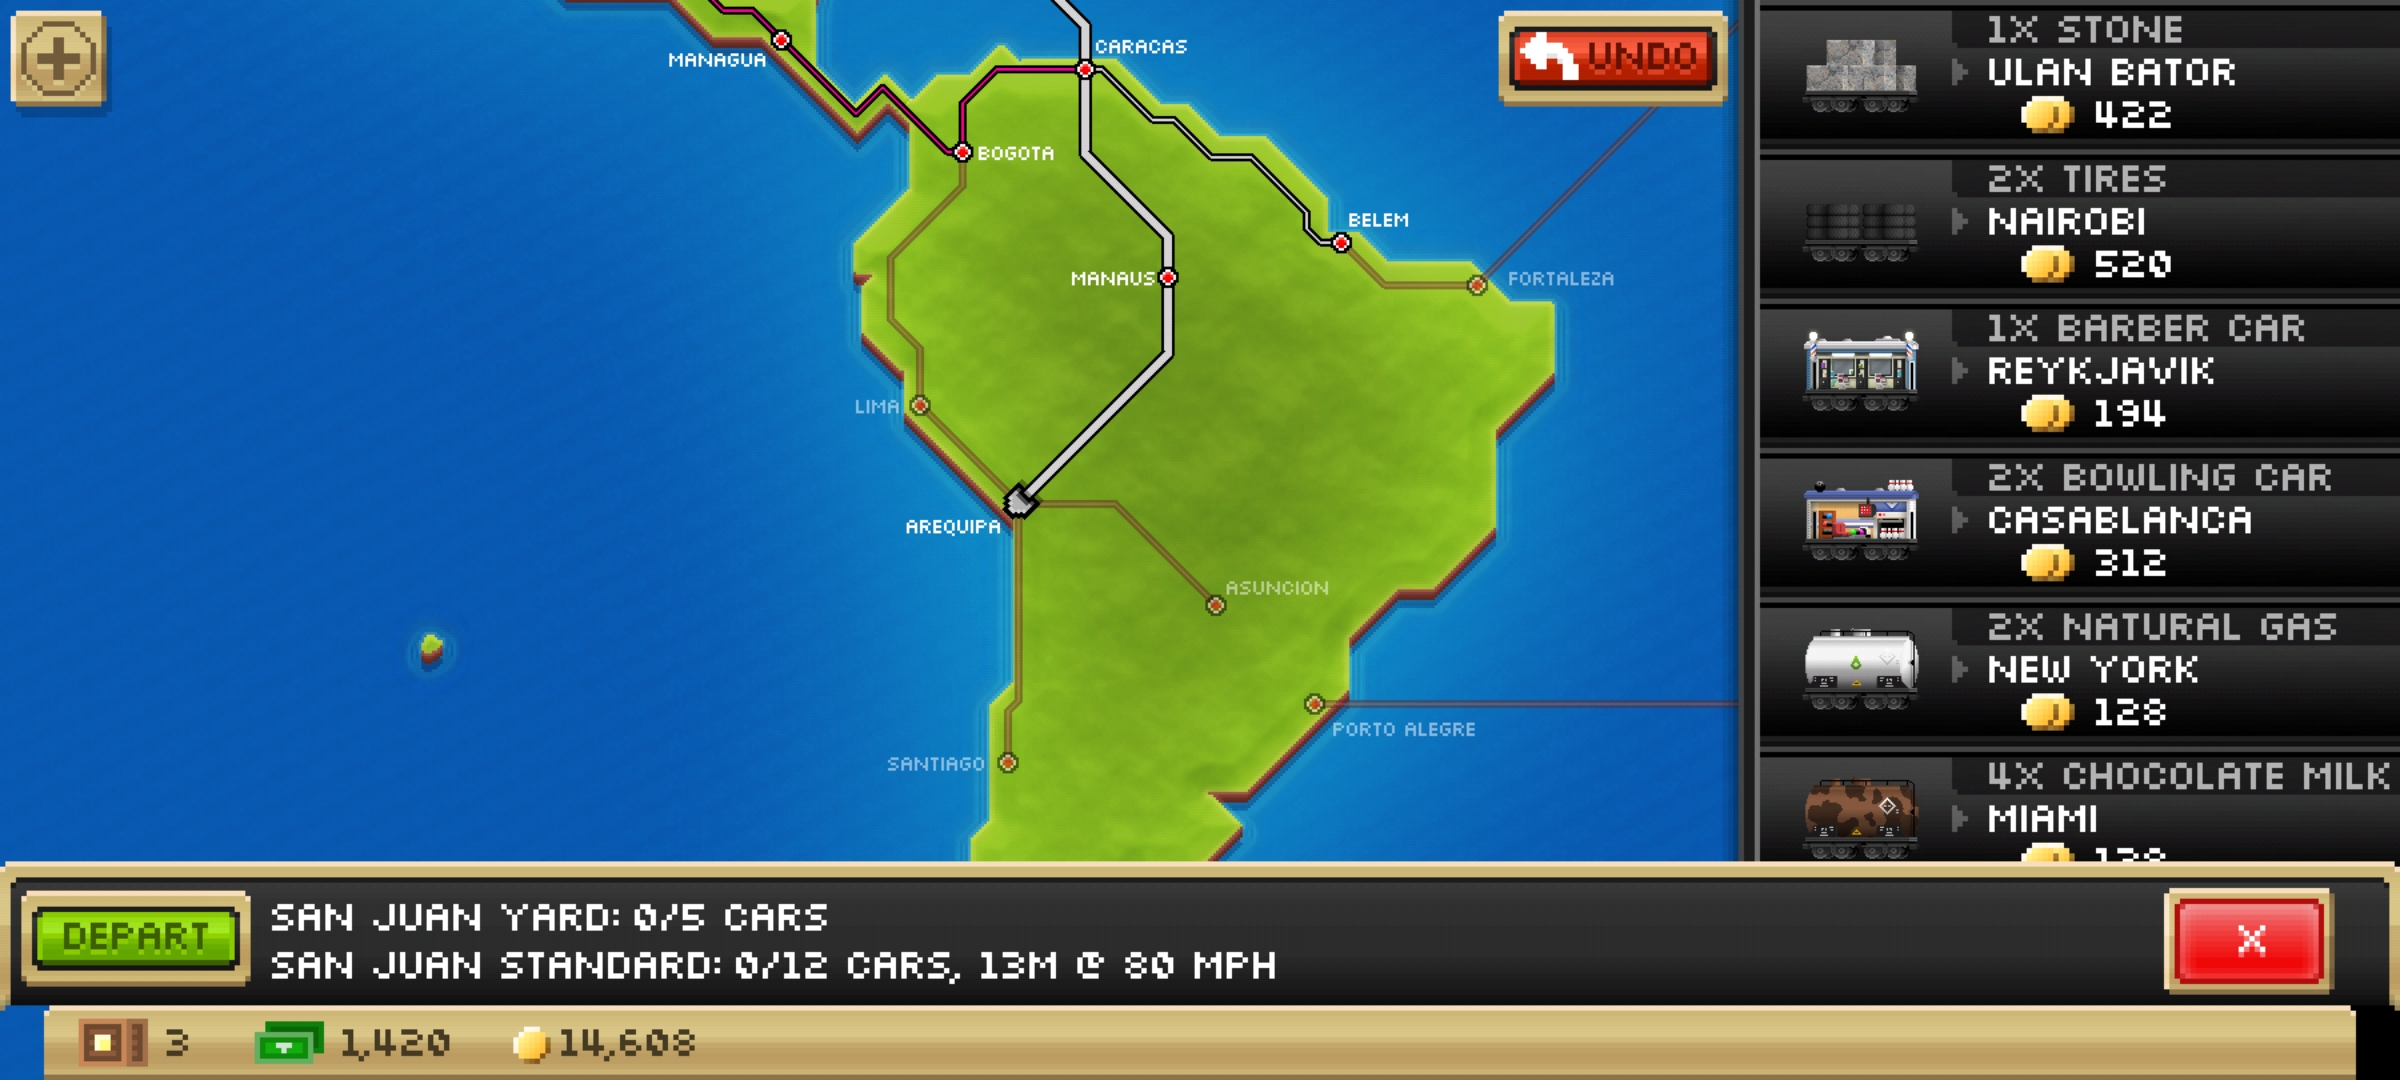 MANAGUA
CARACAS
BOGOTA
BELEM
MANAUS
FORTALEZA
LIMA
AREQUIPA
ASUNCION
PORTO ALEGRE
SANTIAGO
UNDO
1X STONE
ULAN BATOR
422
2X TIRES
NAIROBI
520
1X BARBER CAR
REYKJAVIK
194
2X BOWLING CAR
CASABLANCA
312
2X NATURAL GAS
NEW YORK
128
4X CHOCOLATE MILK
MIAMI
DEPART
SAN JUAN YARD: 0/5 CARS
SAN JUAN STANDARD: 0/12 CARS, 13M @ 80 MPH
X
3
1,420
14,608